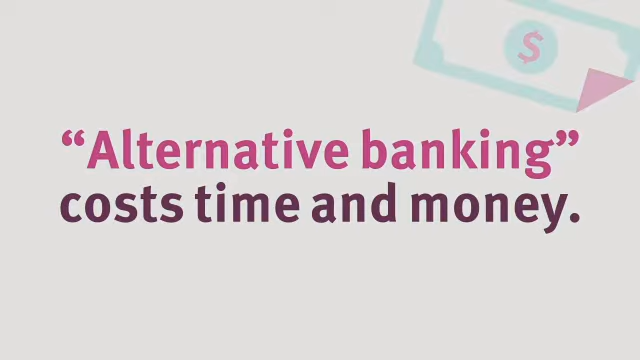 $
“Alternative banking”
costs time and money.